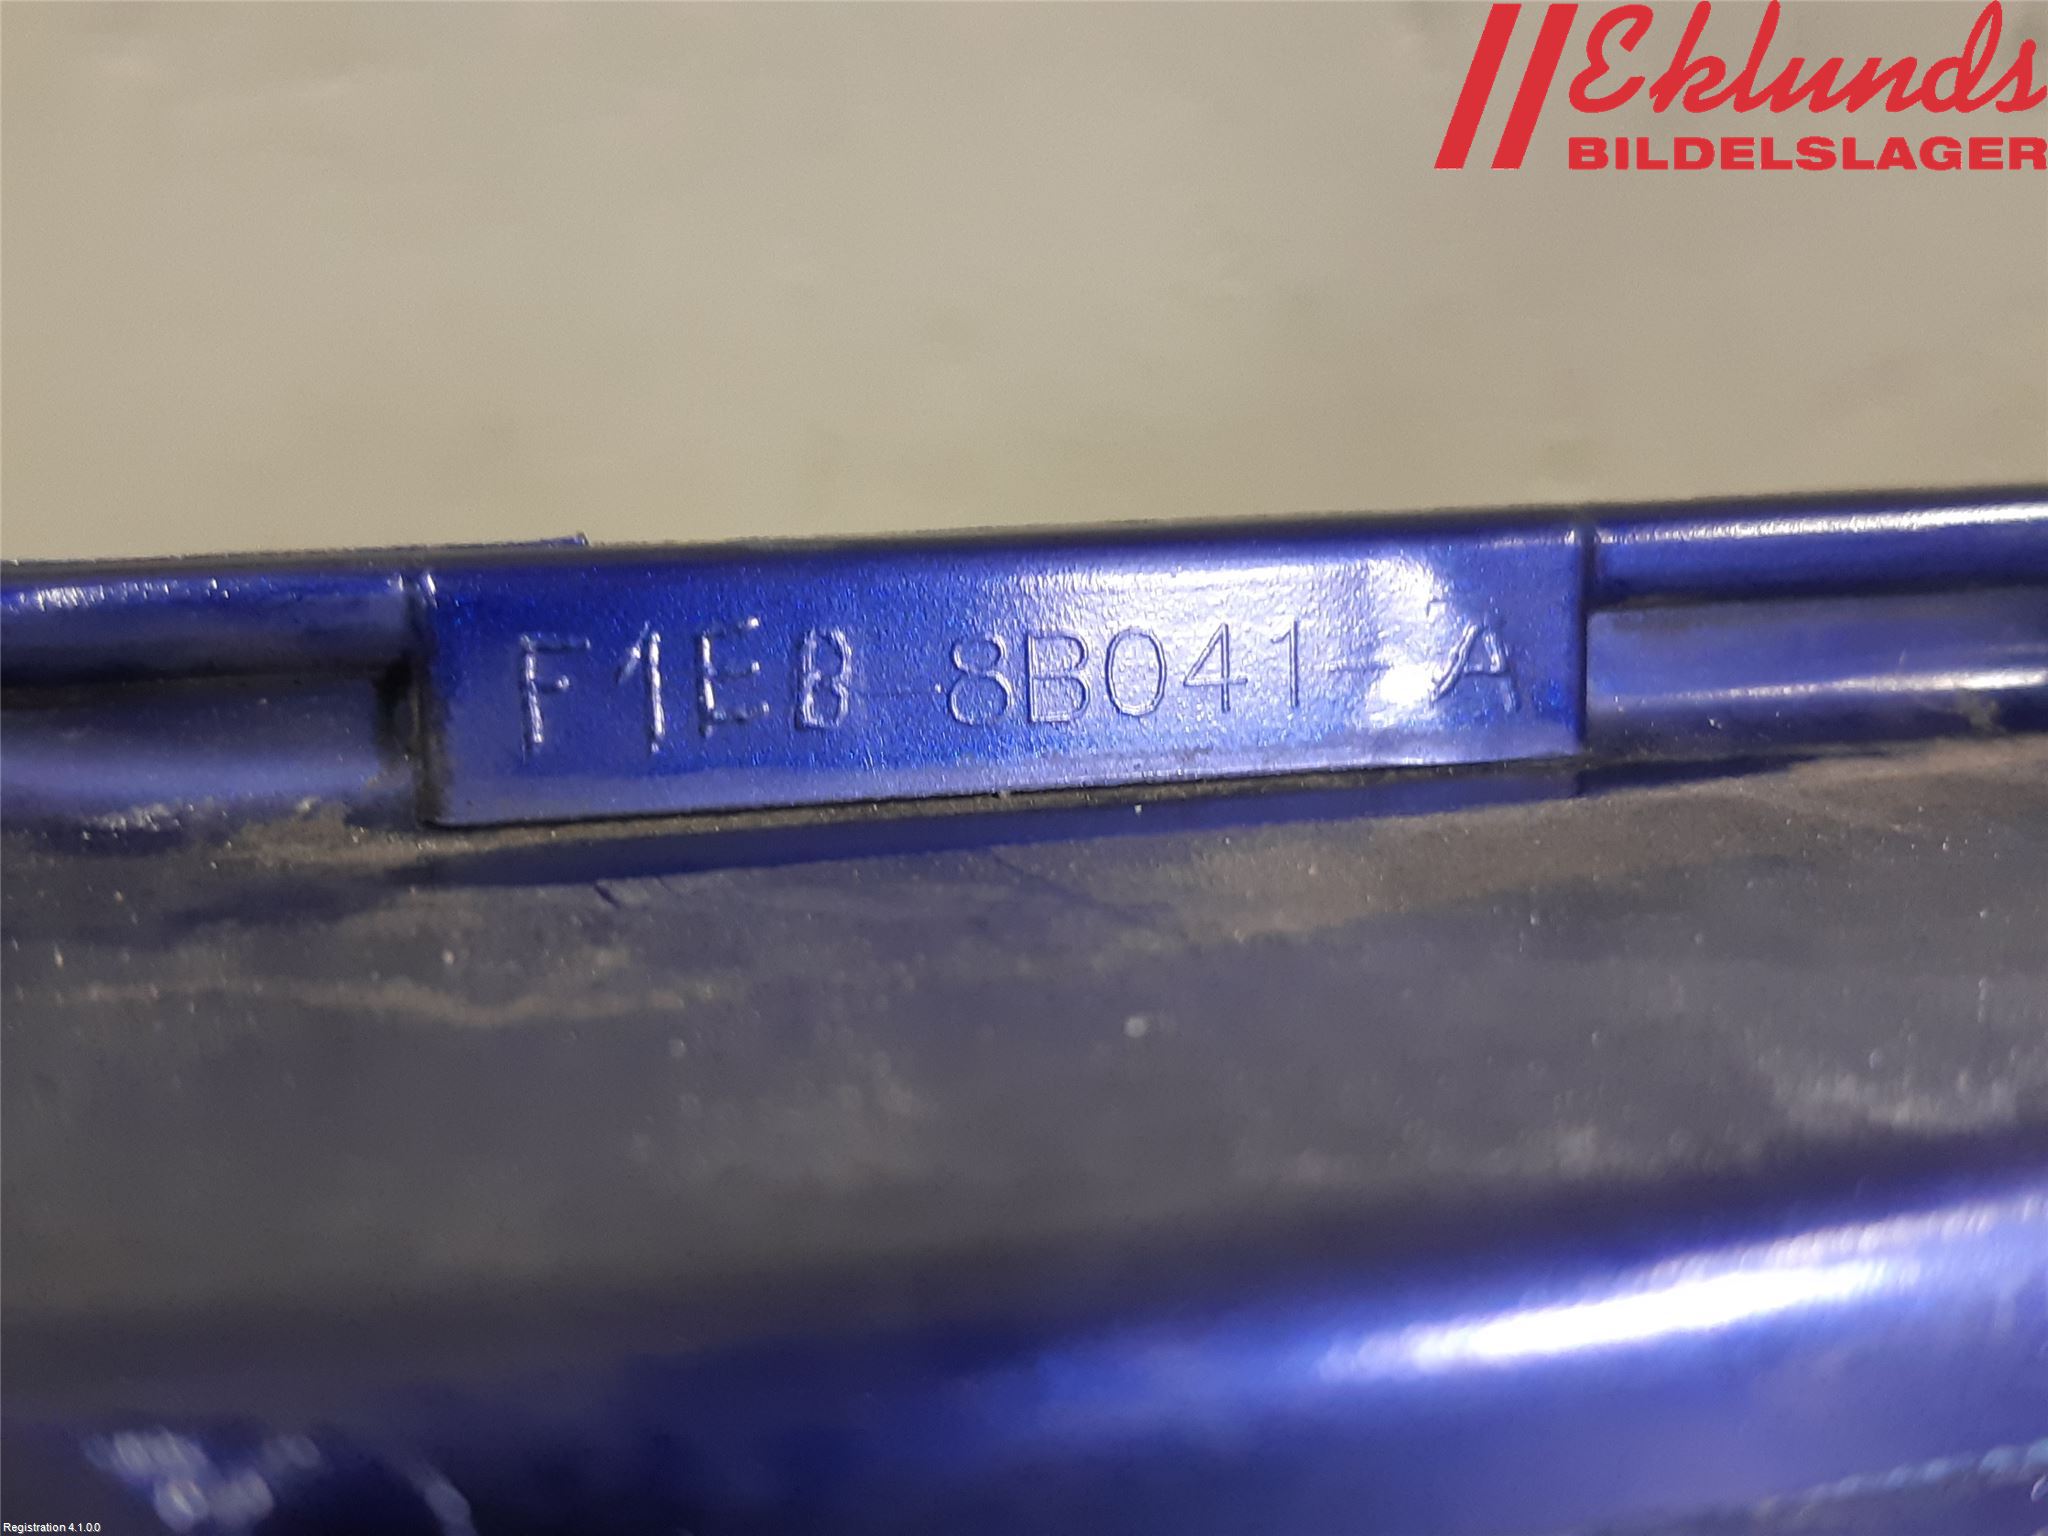 Eklunds
BILDELSLAGER
F1EB-8B041-A
Registration 4.1.0.0